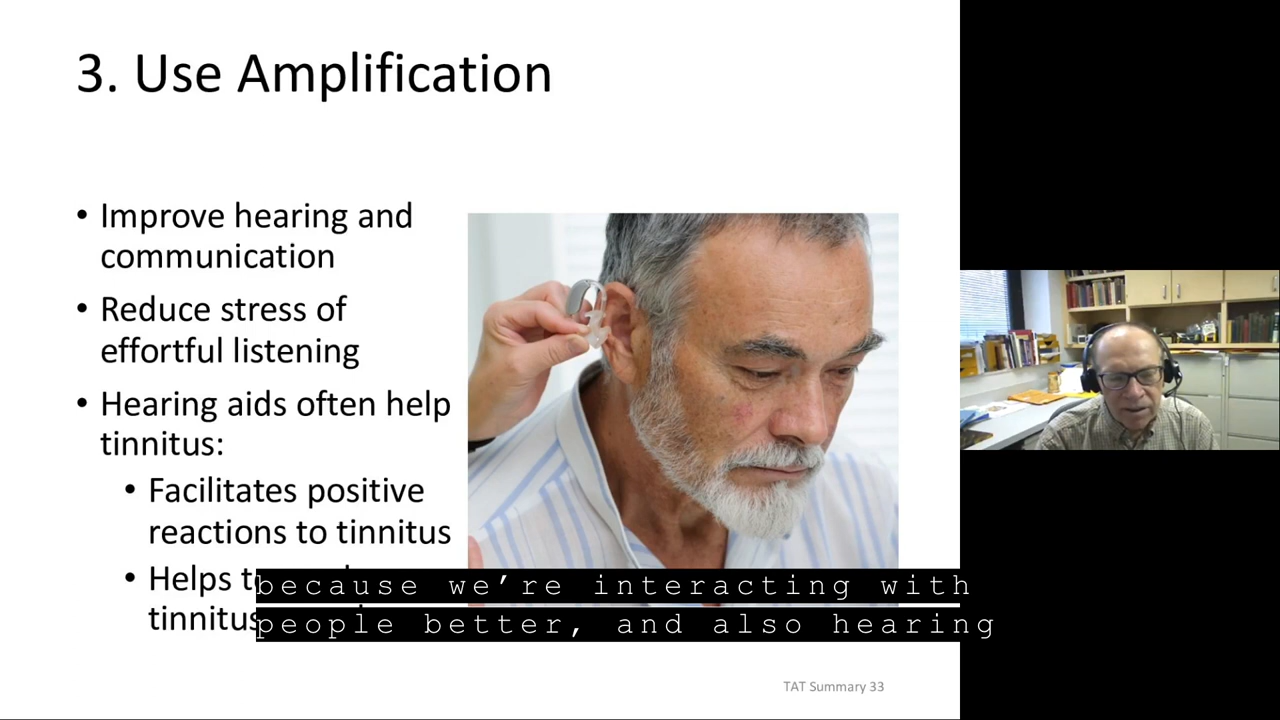 3. Use Amplification
• Improve hearing and
communication
• Reduce stress of
effortful listening
• Hearing aids often help
tinnitus:
• Facilitates positive
reactions to tinnitus
• Helps
tinnitus
because we’re interacting with
people better, and also hearing
TAT Summary 33